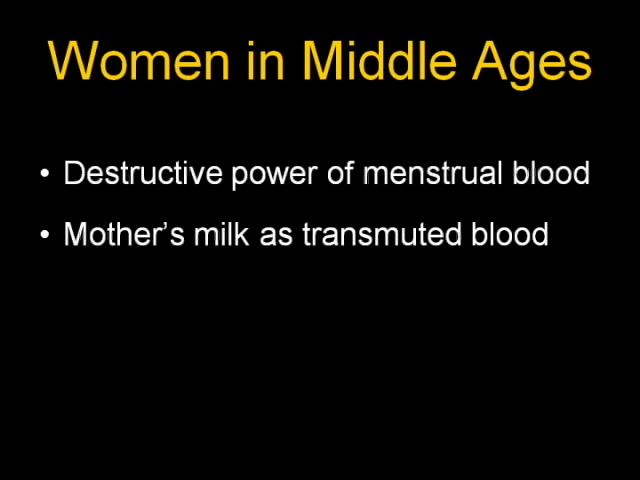 Women in Middle Ages
• Destructive power of menstrual blood
• Mother's milk as transmuted blood